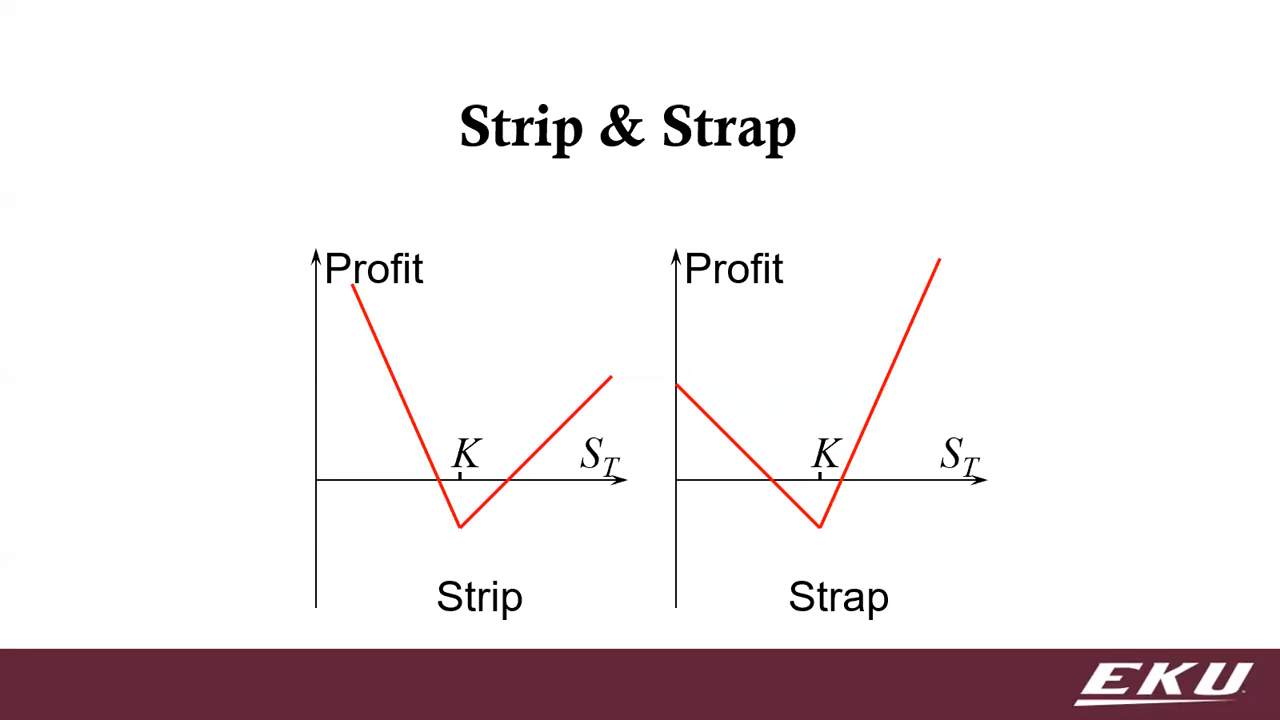 Strip & Strap
Profit
K
S_T
Strip
Profit
K
S_T
Strap
EKU